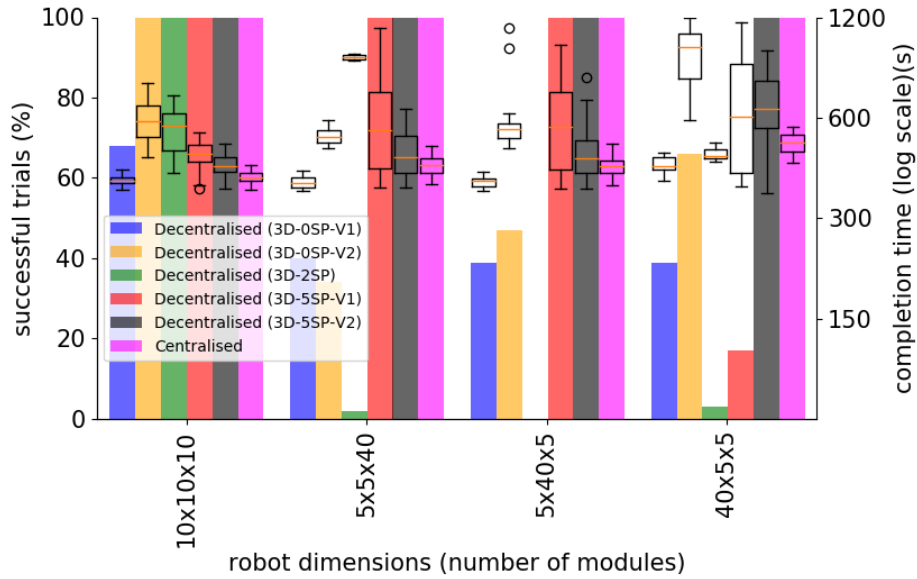 successful trials (%)
100
80
60
40
20
0
Decentralised (3D-0SP-V1)
Decentralised (3D-0SP-V2)
Decentralised (3D-2SP)
Decentralised (3D-5SP-V1)
Decentralised (3D-5SP-V2)
Centralised
1200
600
300
150
completion time (log scale)(s)
10x10x10
5x5x40
5x40x5
40x5x5
robot dimensions (number of modules)